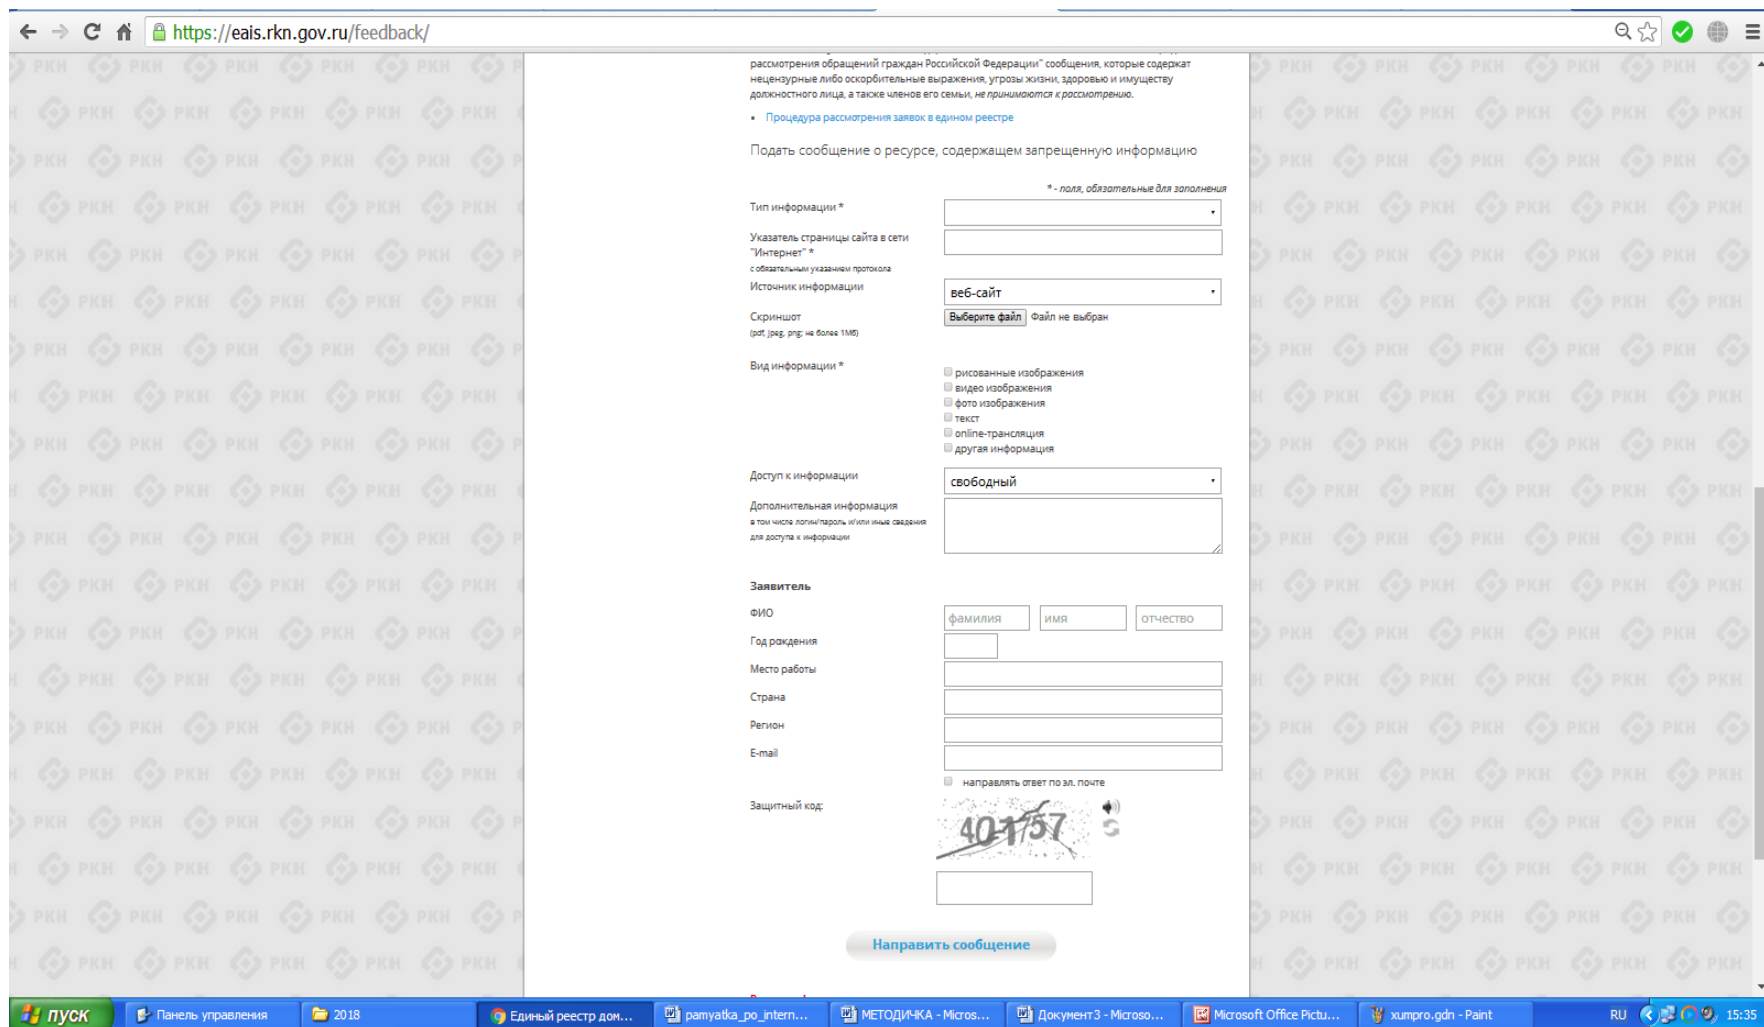 https://eais.rkn.gov.ru/feedback/
рассмотрения обращений граждан Российской Федерации" сообщения, которые содержат
нецензурные либо оскорбительные выражения, угрозы жизни, здоровью и имуществу
должностного лица, а также членов его семьи, не принимаются к рассмотрению.
• Процедура рассмотрения заявок в едином реестре
Подать сообщение о ресурсе, содержащем запрещенную информацию
* - поля, обязательные для заполнения
Тип информации *
Указатель страницы сайта в сети
"Интернет" *
с обязательным указанием протокола
Источник информации веб-сайт
Скриншот Выберите файл Файл не выбран
(pdf, jpeg, png; не более 1Мб)
Вид информации *
рисованные изображения
видео изображения
фото изображения
текст
online-трансляция
другая информация
Доступ к информации свободный
Дополнительная информация
в том числе логин/пароль и/или иные сведения
для доступа к информации
Заявитель
ФИО фамилия имя отчество
Год рождения
Место работы
Страна
Регион
E-mail
направлять ответ по эл. почте
Защитный код:
401757
Направить сообщение
РКН
пуск Панель управления 2018 Единый реестр дом... pamyatka_po_intern... МЕТОДИЧКА - Micros... Документ3 - Microso... Microsoft Office Pictu... xumpro.gdn - Paint RU 15:35